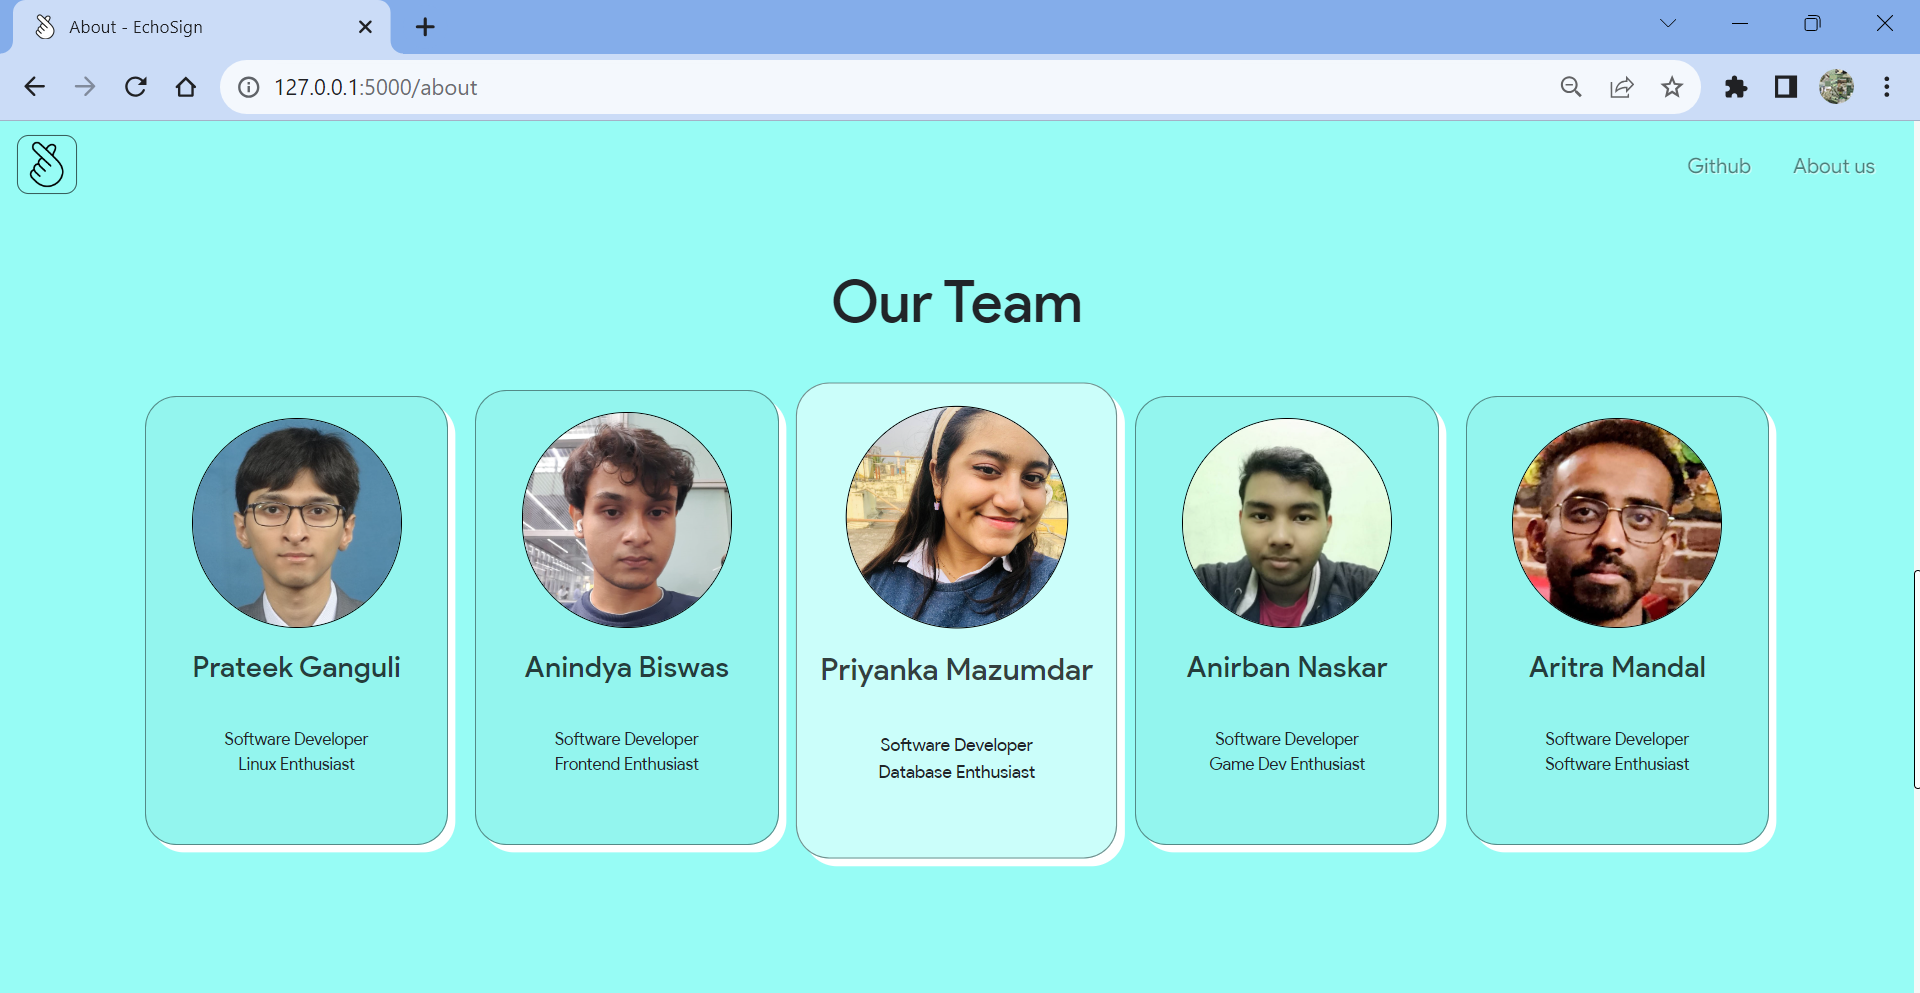 About - EchoSign
127.0.0.1:5000/about
Github
About us
Our Team
Prateek Ganguli
Software Developer
Linux Enthusiast
Anindya Biswas
Software Developer
Frontend Enthusiast
Priyanka Mazumdar
Software Developer
Database Enthusiast
Anirban Naskar
Software Developer
Game Dev Enthusiast
Aritra Mandal
Software Developer
Software Enthusiast